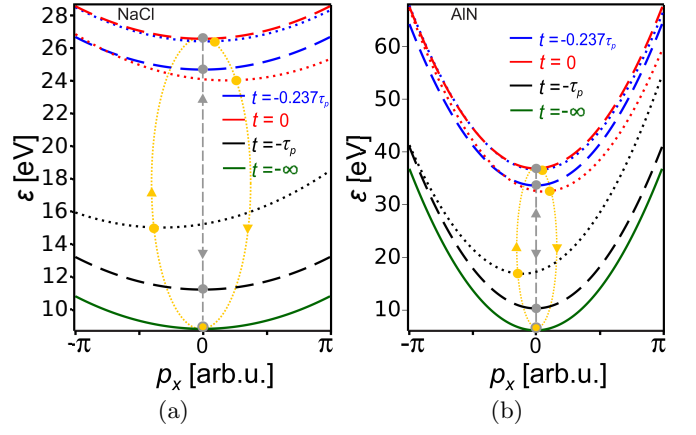 NaCl
28
26
24
22
20
18
16
14
12
10
ε [eV]
t=-0.237τp
t=0
t=-τp
t=-∞
-π
0
π
px [arb.u.]
(a)
AlN
60
50
40
30
20
10
ε [eV]
t=-0.237τp
t=0
t=-τp
t=-∞
-π
0
π
px [arb.u.]
(b)